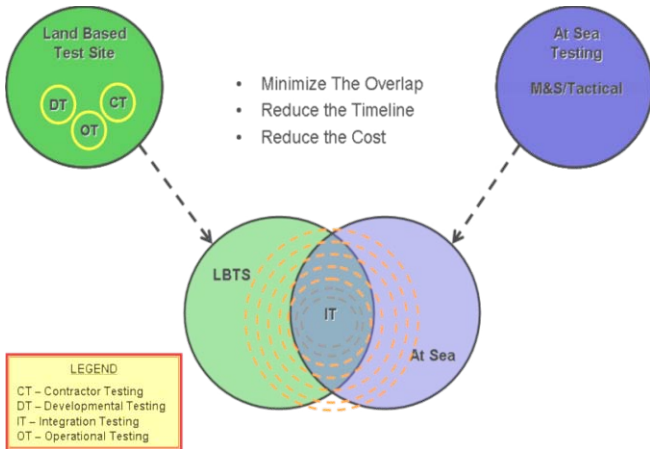 Land Based
Test Site
DT
CT
OT
• Minimize The Overlap
• Reduce the Timeline
• Reduce the Cost
At Sea
Testing
M&S/Tactical
LBTS
IT
At Sea
LEGEND
CT – Contractor Testing
DT – Developmental Testing
IT – Integration Testing
OT – Operational Testing